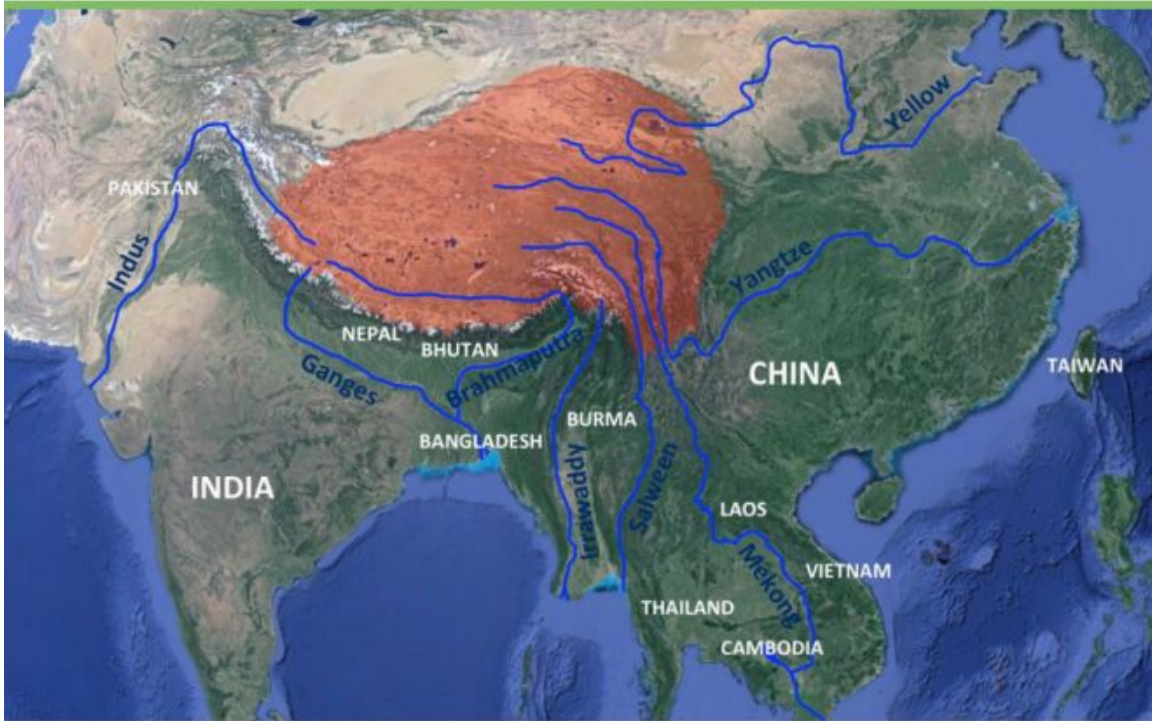 Yellow
PAKISTAN
Indus
Yangtze
NEPAL
BHUTAN
Ganges
Brahmaputra
CHINA
TAIWAN
BURMA
BANGLADESH
INDIA
Irrawaddy
Salween
LAOS
Mekong
VIETNAM
THAILAND
CAMBODIA